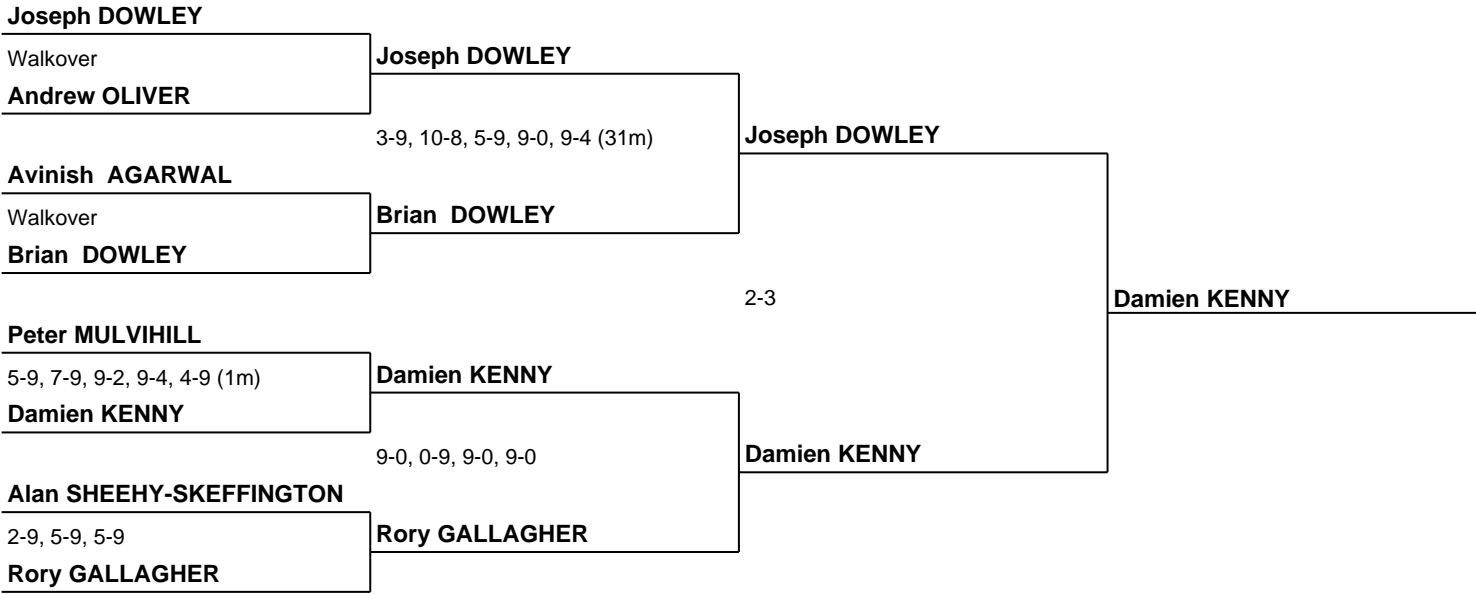 Joseph DOWLEY
Walkover
Joseph DOWLEY
Andrew OLIVER
3-9, 10-8, 5-9, 9-0, 9-4 (31m)
Joseph DOWLEY
Avinish  AGARWAL
Walkover
Brian  DOWLEY
Brian  DOWLEY
2-3
Damien KENNY
Peter MULVIHILL
5-9, 7-9, 9-2, 9-4, 4-9 (1m)
Damien KENNY
Damien KENNY
9-0, 0-9, 9-0, 9-0
Damien KENNY
Alan SHEEHY-SKEFFINGTON
2-9, 5-9, 5-9
Rory GALLAGHER
Rory GALLAGHER